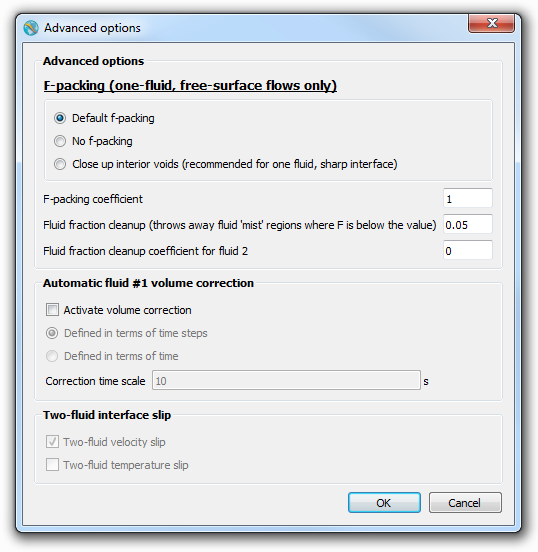 Advanced options
Advanced options
F-packing (one-fluid, free-surface flows only)
Default f-packing
No f-packing
Close up interior voids (recommended for one fluid, sharp interface)
F-packing coefficient 1
Fluid fraction cleanup (throws away fluid 'mist' regions where F is below the value) 0.05
Fluid fraction cleanup coefficient for fluid 2 0
Automatic fluid #1 volume correction
Activate volume correction
Defined in terms of time steps
Defined in terms of time
Correction time scale 10 s
Two-fluid interface slip
Two-fluid velocity slip
Two-fluid temperature slip
OK Cancel